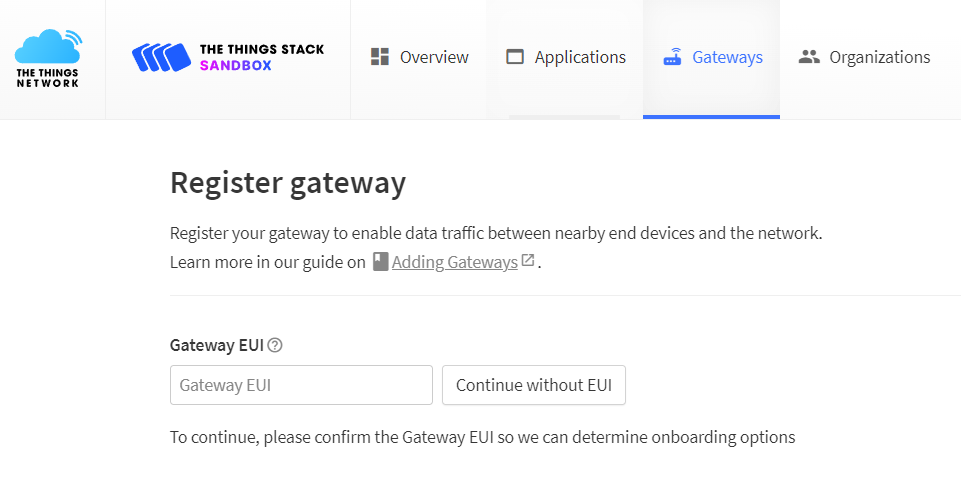 THE THINGS
NETWORK
THE THINGS STACK
SANDBOX
Overview
Applications
Gateways
Organizations
Register gateway
Register your gateway to enable data traffic between nearby end devices and the network.
Learn more in our guide on Adding Gateways.
Gateway EUI
Gateway EUI
Continue without EUI
To continue, please confirm the Gateway EUI so we can determine onboarding options